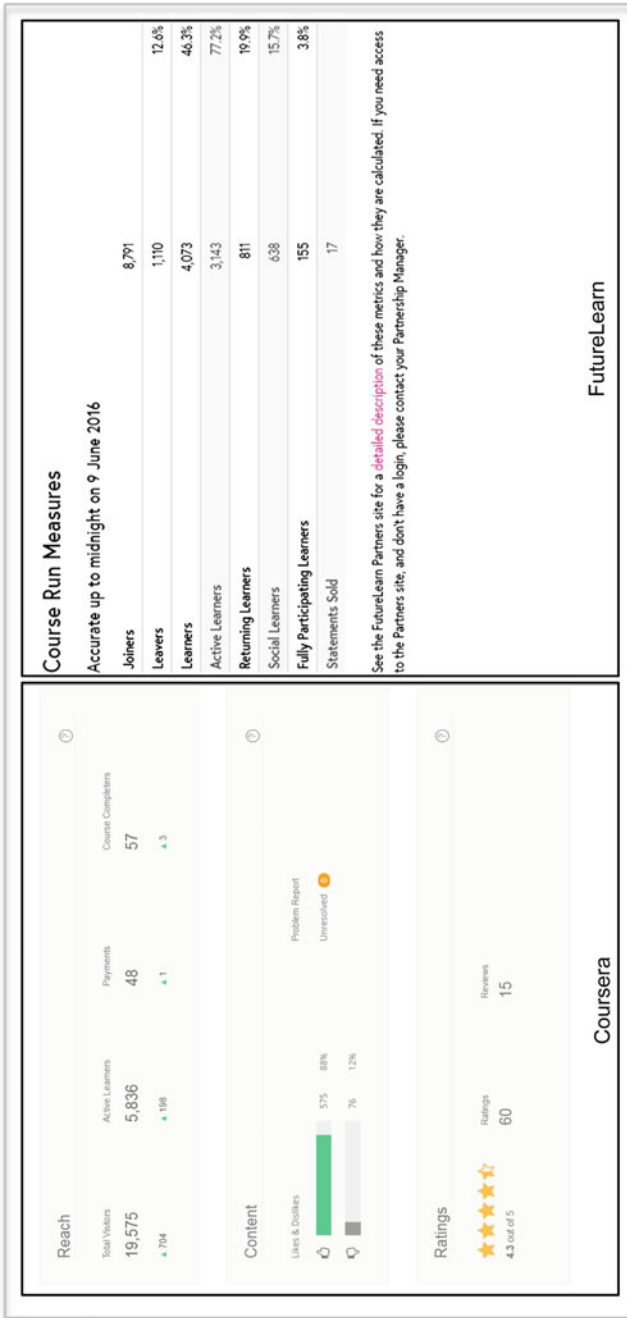 Reach
Total Visitors Active Learners Payments Course Completers
19,575 5,836 48 57
704 198 1 3
Content
Likes & Dislikes Problem Report
575 88% Unresolved 0
76 12%
Ratings
Ratings Reviews
60 15
4.3 out of 5
Coursera
Course Run Measures
Accurate up to midnight on 9 June 2016
Joiners 8,791
Leavers 1,110 12.6%
Learners 4,073 46.3%
Active Learners 3,143 77.2%
Returning Learners 811 19.9%
Social Learners 638 15.7%
Fully Participating Learners 155 3.8%
Statements Sold 17
See the FutureLearn Partners site for a detailed description of these metrics and how they are calculated. If you need access
to the Partners site, and don't have a login, please contact your Partnership Manager.
FutureLearn